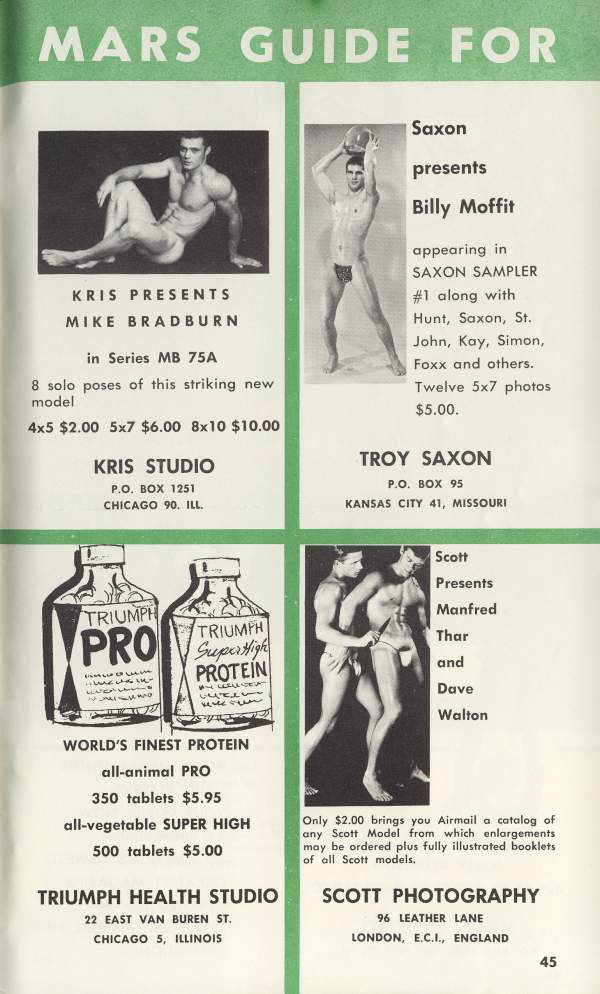 MARS GUIDE FOR
KRIS PRESENTS
MIKE BRADBURN
in Series MB 75A
8 solo poses of this striking new
model
4x5 $2.00 5x7 $6.00 8x10 $10.00
KRIS STUDIO
P.O. BOX 1251
CHICAGO 90. ILL.
Saxon
presents
Billy Moffit
appearing in
SAXON SAMPLER
#1 along with
Hunt, Saxon, St.
John, Kay, Simon,
Foxx and others.
Twelve 5x7 photos
$5.00.
TROY SAXON
P.O. BOX 95
KANSAS CITY 41, MISSOURI
TRIUMPH
PRO
TRIUMPH
Super High
PROTEIN
WORLD'S FINEST PROTEIN
all-animal PRO
350 tablets $5.95
all-vegetable SUPER HIGH
500 tablets $5.00
TRIUMPH HEALTH STUDIO
22 EAST VAN BUREN ST.
CHICAGO 5, ILLINOIS
Scott
Presents
Manfred
Thar
and
Dave
Walton
Only $2.00 brings you Airmail a catalog of
any Scott Model from which enlargements
may be ordered plus fully illustrated booklets
of all Scott models.
SCOTT PHOTOGRAPHY
96 LEATHER LANE
LONDON, E.C.I., ENGLAND
45